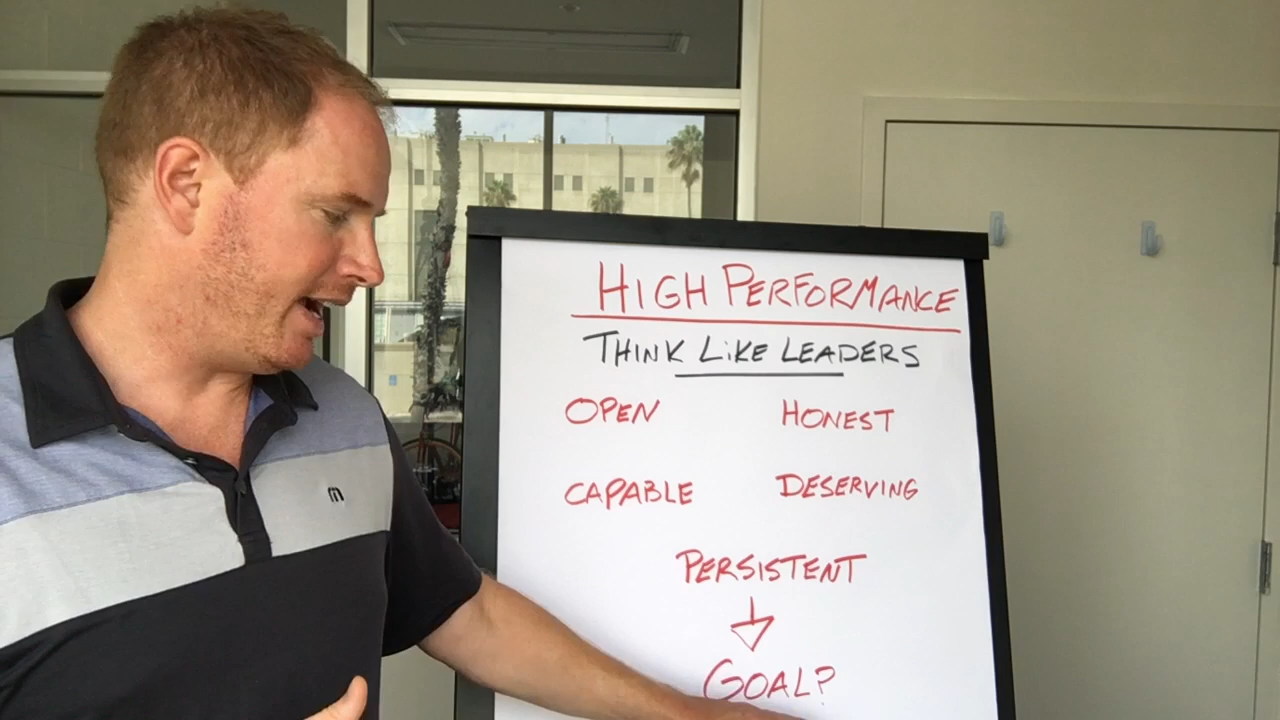 HIGH PERFORMANCE
THINK LiKE LEADERS
OPEN HONEST
CAPABLE DESERVING
PERSISTENT
GOAL?